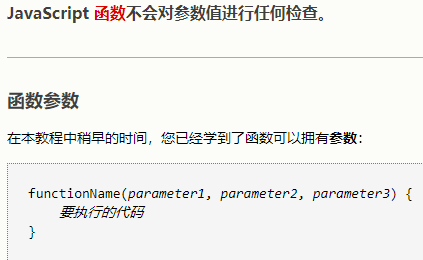 JavaScript 函数不会对参数值进行任何检查。
函数参数
在本教程中稍早的时间，您已经学到了函数可以拥有参数：
functionName(parameter1, parameter2, parameter3) {
    要执行的代码
}